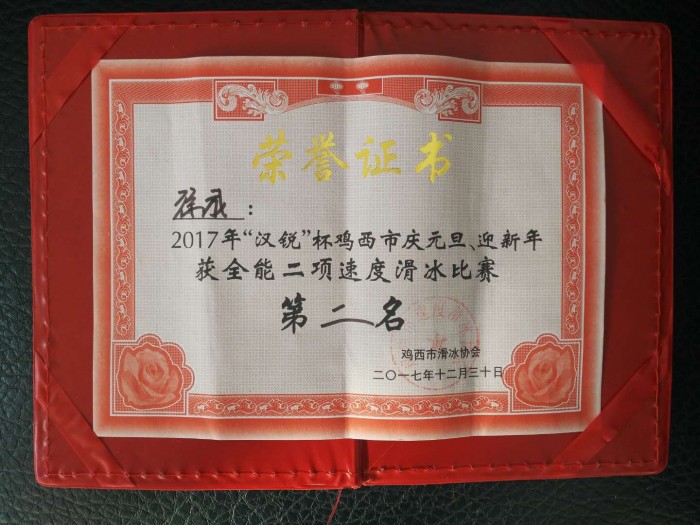 荣誉证书
2017年“汉锐”杯鸡西市庆元旦、迎新年
获全能二项速度滑冰比赛
第二名
鸡西市滑冰协会
二〇一七年十二月三十日